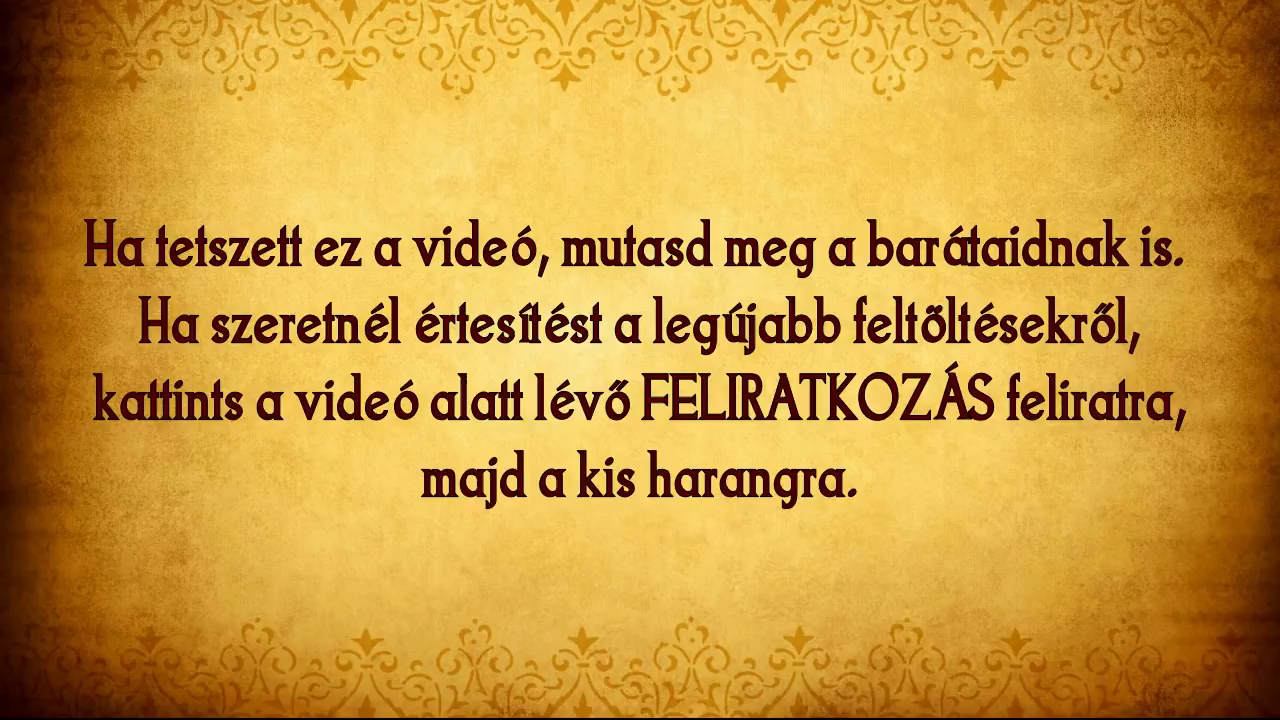 Ha tetszett ez a videó, mutasd meg a barátaidnak is.
Ha szeretnél értesítést a legújabb feltöltésekről,
kattints a videó alatt lévő FELIRATKOZÁS feliratra,
majd a kis harangra.